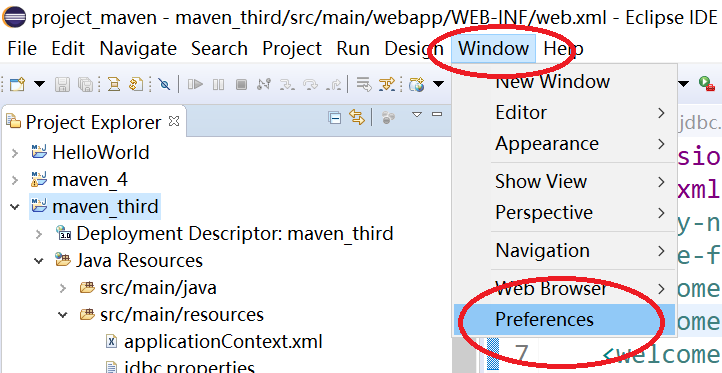 project_maven - maven_third/src/main/webapp/WEB-INF/web.xml - Eclipse IDE
File Edit Navigate Search Project Run Design Window Help
Project Explorer
HelloWorld
maven_4
maven_third
3.0 Deployment Descriptor: maven_third
Java Resources
src/main/java
src/main/resources
applicationContext.xml
jdbc.properties
New Window
Editor
Appearance
Show View
Perspective
Navigation
Web Browser
Preferences
jdbc.
sio
xml
y-n
e-f
ome
ome
7 <welcome